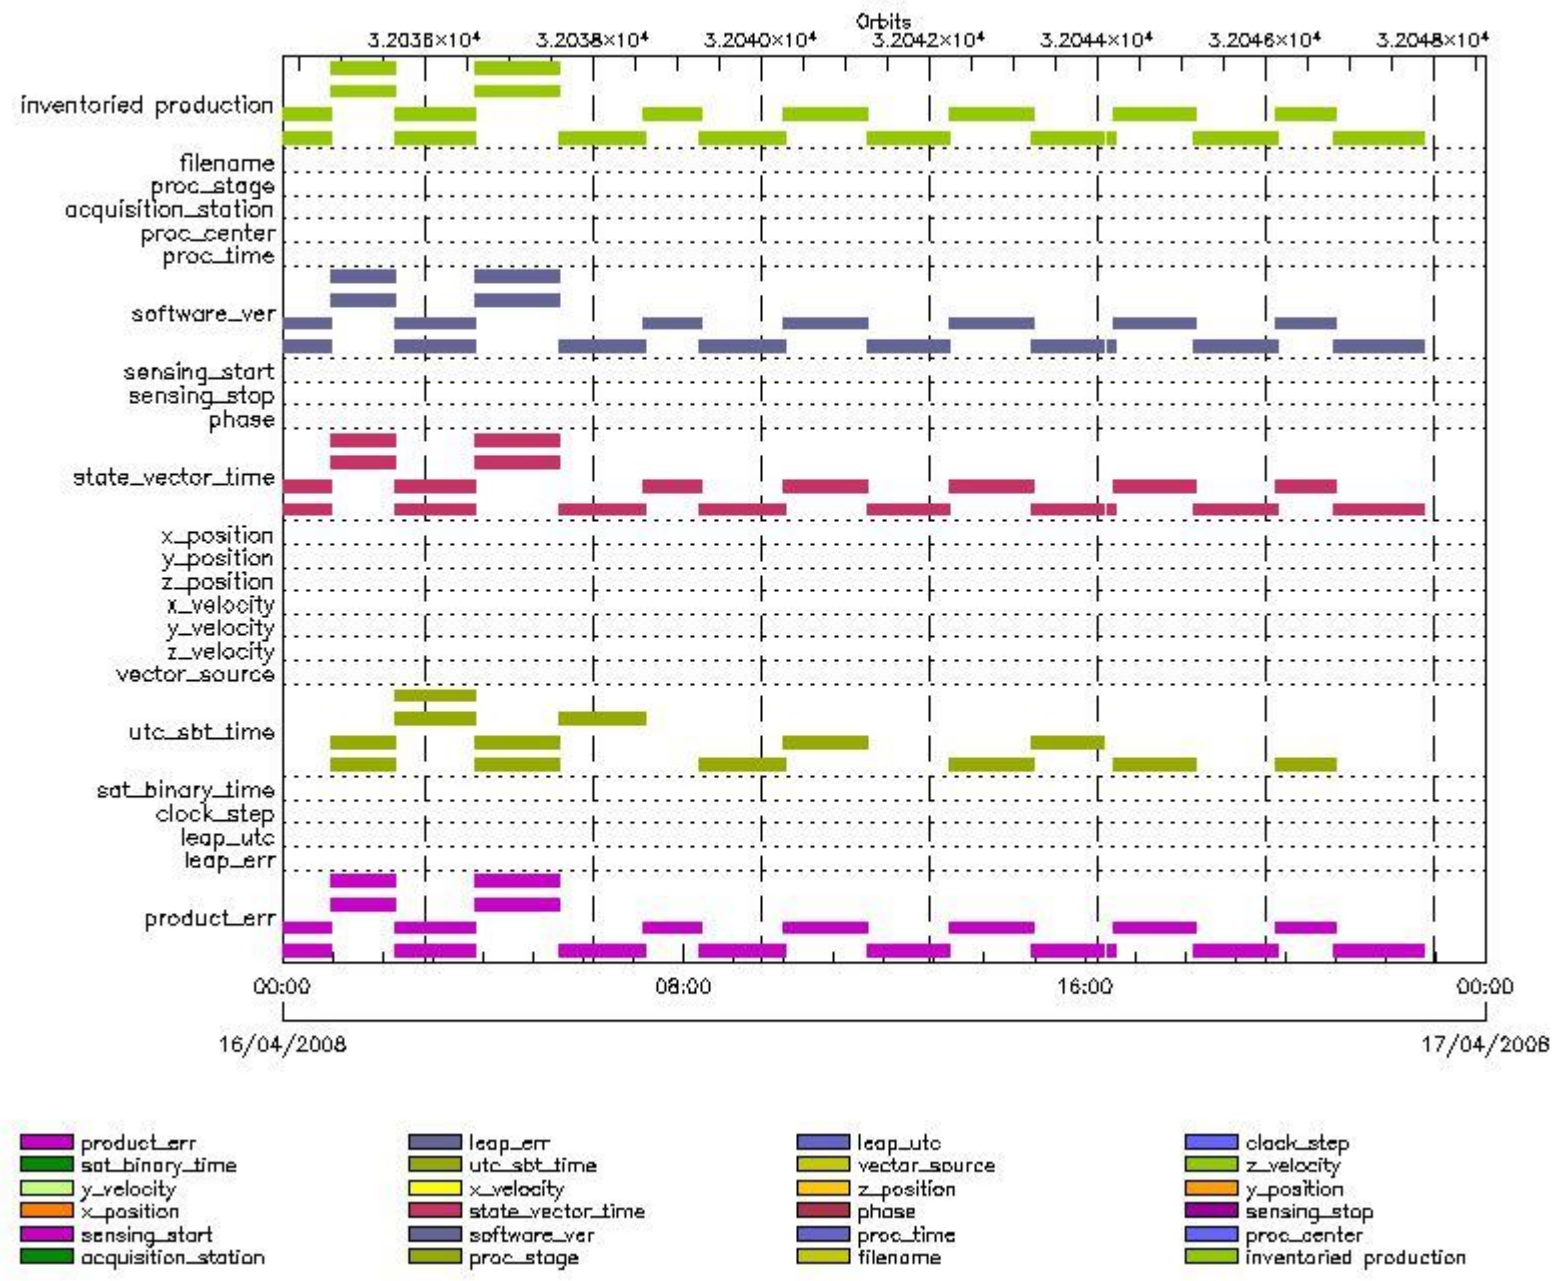 Orbits
3.2036×10⁴ 3.2038×10⁴ 3.2040×10⁴ 3.2042×10⁴ 3.2044×10⁴ 3.2046×10⁴ 3.2048×10⁴
inventoried production
filename
proc_stage
acquisition_station
proc_center
proc_time
software_ver
sensing_start
sensing_stop
phase
state_vector_time
x_position
y_position
z_position
x_velocity
y_velocity
z_velocity
vector_source
utc_sbt_time
sat_binary_time
clock_step
leap_utc
leap_err
product_err
00:00 08:00 16:00 00:00
16/04/2008 17/04/2008
product_err leap_err leap_utc clock_step
sat_binary_time utc_sbt_time vector_source z_velocity
y_velocity x_velocity z_position y_position
x_position state_vector_time phase sensing_stop
sensing_start software_ver proc_time proc_center
acquisition_station proc_stage filename inventoried production